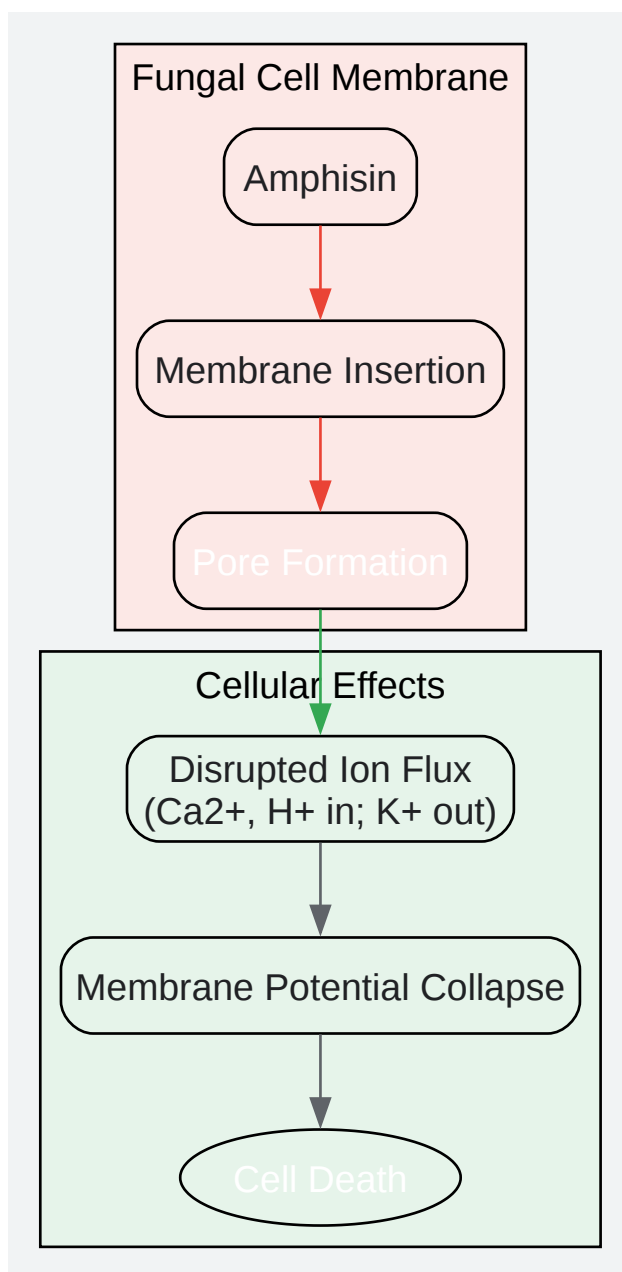 Fungal Cell Membrane
Amphisin
Membrane Insertion
Pore Formation
Cellular Effects
Disrupted Ion Flux
(Ca2+, H+ in; K+ out)
Membrane Potential Collapse
Cell Death